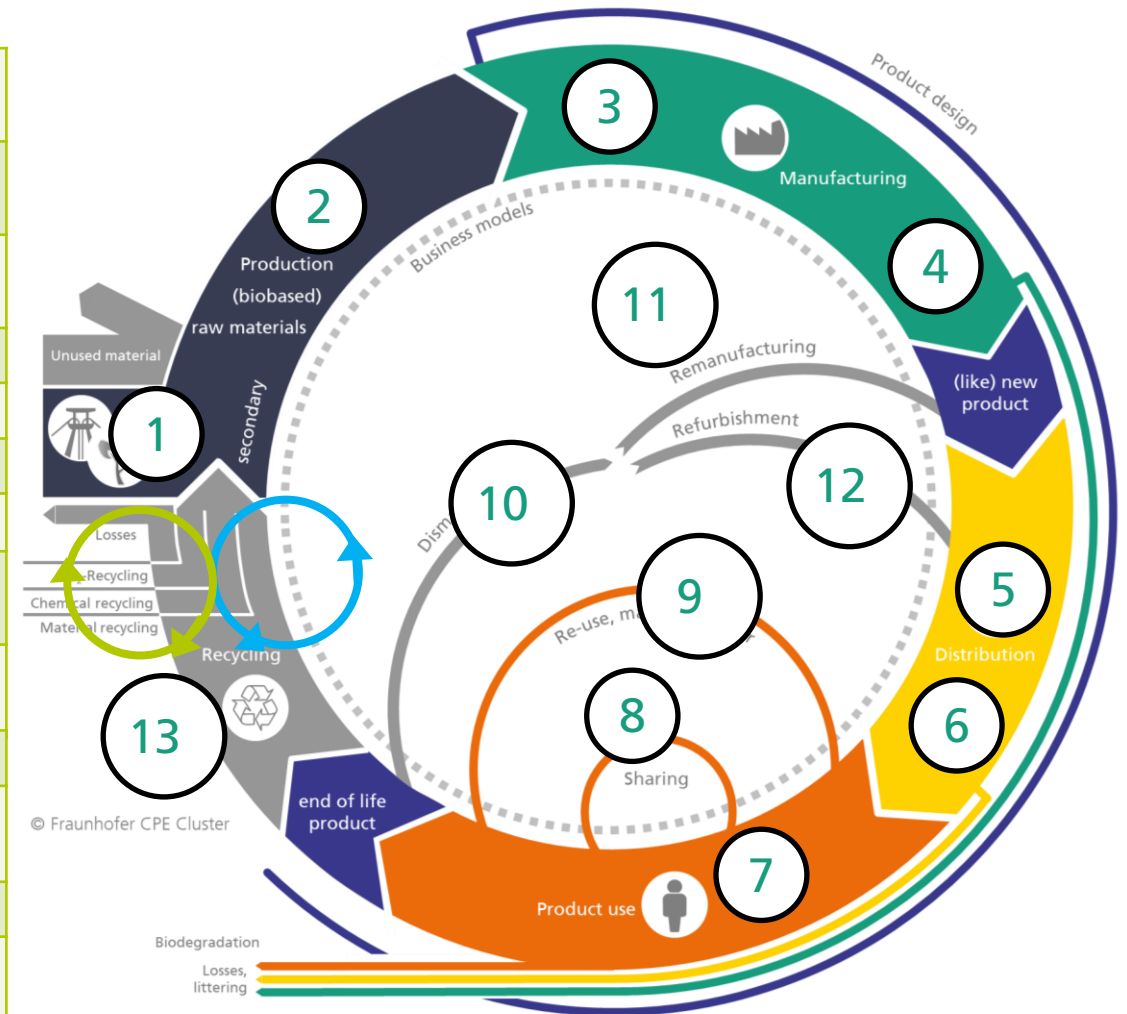 Product design
3
Manufacturing
2
Business models
4
Production
(biobased)
raw materials
11
Unused material
Remanufacturing
(like) new
product
secondary
Refurbishment
1
12
10
Losses
-Recycling
Chemical recycling
Material recycling
Recycling
9
5
Re-use,
Distribution
13
8
6
Sharing
end of life
product
© Fraunhofer CPE Cluster
7
Product use
Biodegradation
Losses,
littering